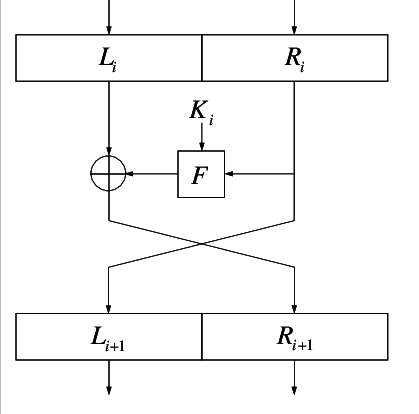 L_i R_i
K_i
F
L_{i+1} R_{i+1}